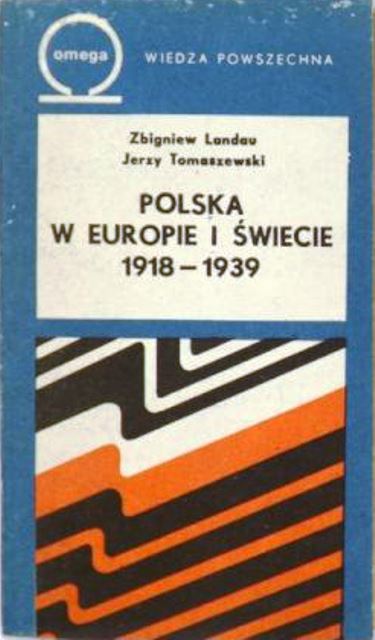 omega
WIEDZA POWSZECHNA
Zbigniew Landau
Jerzy Tomaszewski
POLSKA
W EUROPIE I ŚWIECIE
1918 – 1939